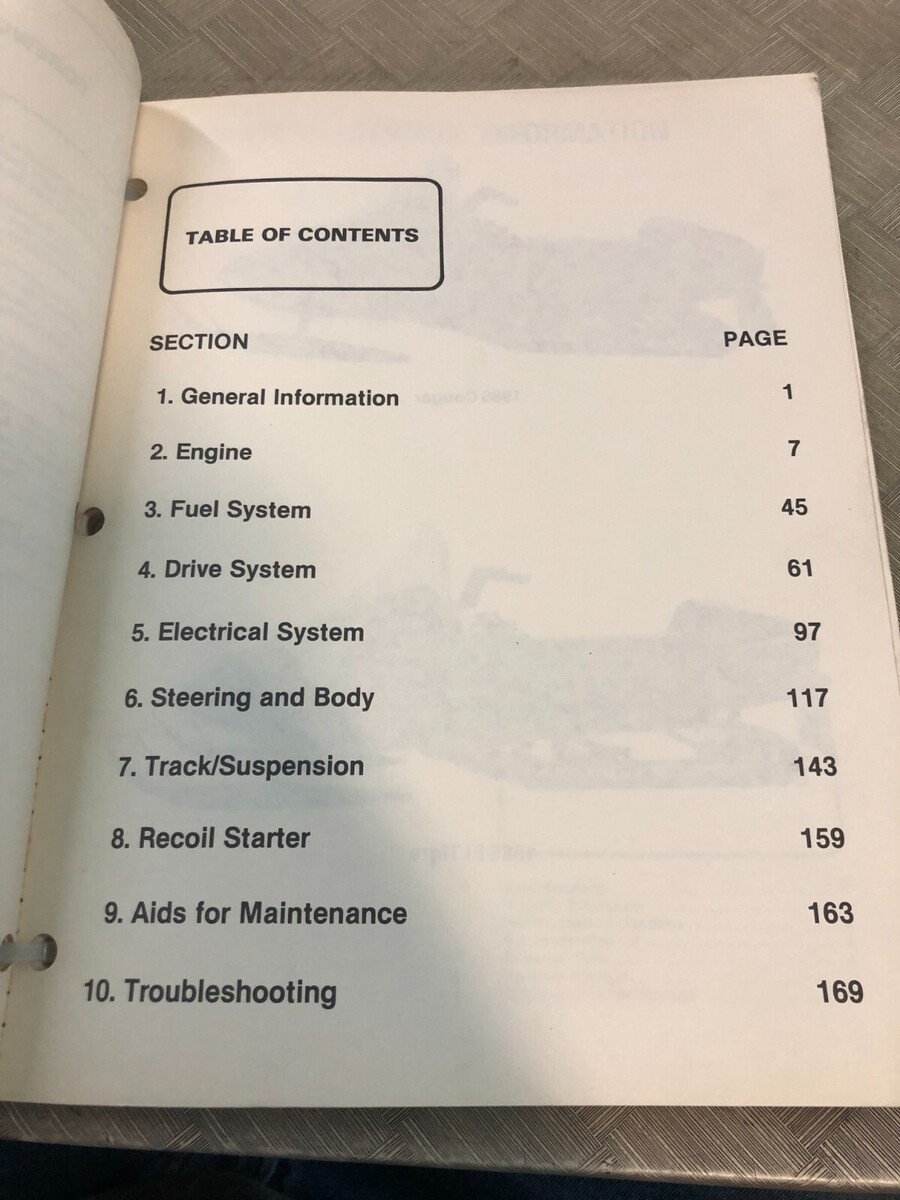 TABLE OF CONTENTS
SECTION PAGE
1. General Information 1
2. Engine 7
3. Fuel System 45
4. Drive System 61
5. Electrical System 97
6. Steering and Body 117
7. Track/Suspension 143
8. Recoil Starter 159
9. Aids for Maintenance 163
10. Troubleshooting 169